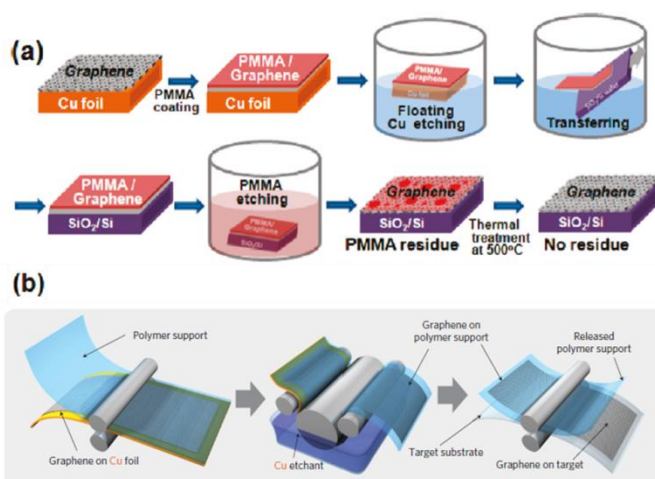 (a)
Graphene
Cu foil
PMMA
coating
PMMA /
Graphene
Cu foil
PMMA/
Graphene
Cu foil
Floating
Cu etching
SiO2/Si wafer
Transferring
PMMA /
Graphene
SiO2/Si
PMMA
etching
PMMA/
Graphene
SiO2/Si
Graphene
SiO2/Si
PMMA residue
Thermal
treatment
at 500°C
Graphene
SiO2/Si
No residue
(b)
Polymer support
Graphene on Cu foil
Graphene on
polymer support
Cu etchant
Released
polymer support
Target substrate
Graphene on target